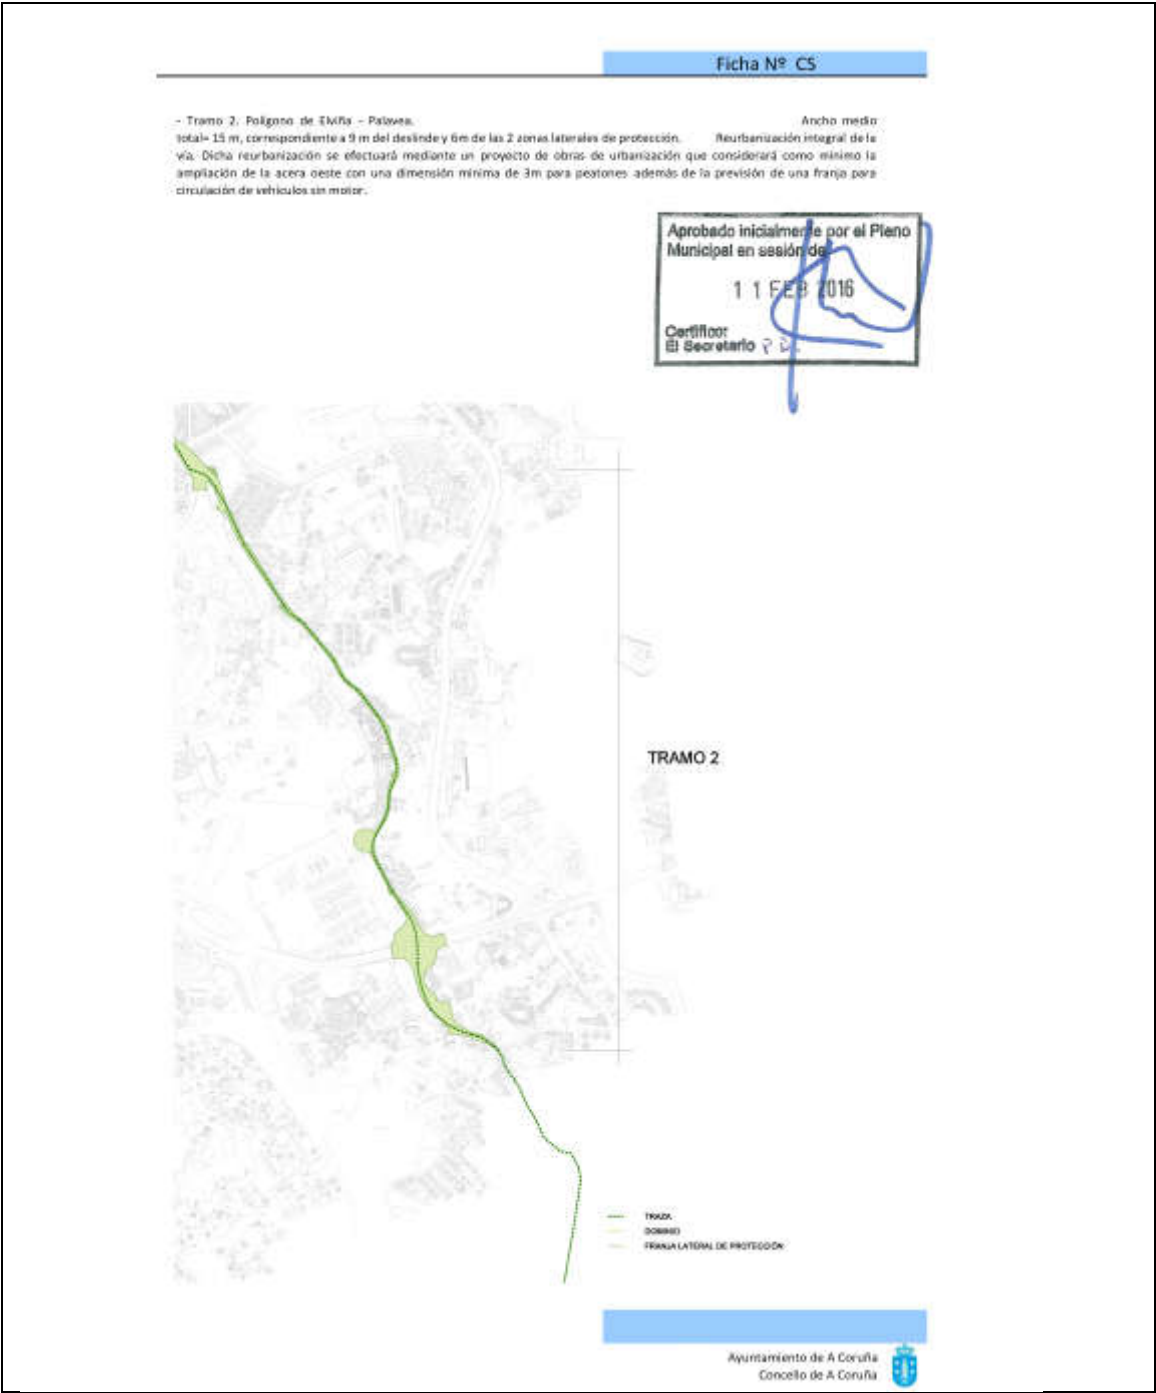 Ficha Nº CS
- Tramo 2. Polígono de Elviña – Palavea. Ancho medio
total= 15 m, correspondiente a 9 m del deslinde y 6m de las 2 zonas laterales de protección. Reurbanización integral de la
vía. Dicha reurbanización se efectuará mediante un proyecto de obras de urbanización que considerará como mínimo la
ampliación de la acera oeste con una dimensión mínima de 3m para peatones además de la previsión de una franja para
circulación de vehículos sin motor.
Aprobado inicialmente por el Pleno
Municipal en sesión de
11 FEB 2016
Certifico:
El Secretario
TRAMO 2
TRAZA
DOMINIO
FRANJA LATERAL DE PROTECCIÓN
Ayuntamiento de A Coruña
Concello de A Coruña